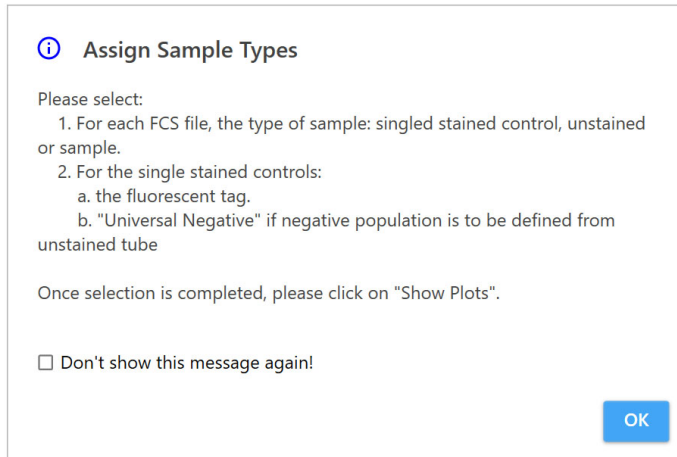 Assign Sample Types
Please select:
1. For each FCS file, the type of sample: singled stained control, unstained
or sample.
2. For the single stained controls:
a. the fluorescent tag.
b. "Universal Negative" if negative population is to be defined from
unstained tube
Once selection is completed, please click on "Show Plots".
Don't show this message again!
OK